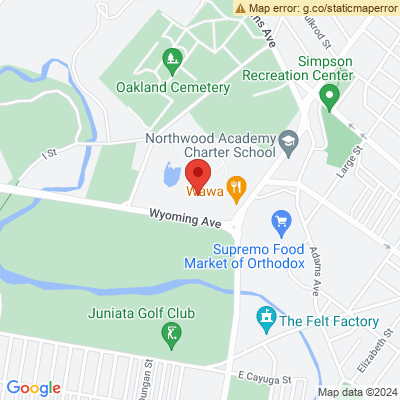 Map error: g.co/staticmaperror
ns Ave
ulkrod St
Simpson
Recreation Center
Oakland Cemetery
Northwood Academy
Charter School
I St
Large St
Wawa
Wyoming Ave
Supremo Food
Market of Orthodox
Adams Ave
Juniata Golf Club
The Felt Factory
Elizabeth St
Dungan St
E Cayuga St
Google
Map data ©2024